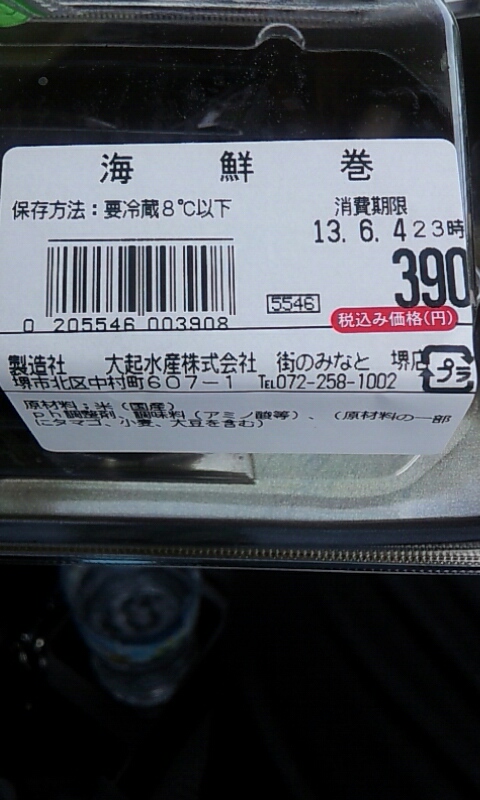 海鮮巻
保存方法：要冷蔵8℃以下
消費期限
13. 6. 4 23時
390
5546
税込み価格(円)
0 205546 003908
製造社 大起水産株式会社 街のみなと 堺店
プラ
堺市北区中村町607-1 TEL072-258-1002
原材料；米（国産）
ph調整剤、調味料（アミノ酸等）、（原材料の一部
にタマゴ、小麦、大豆を含む）